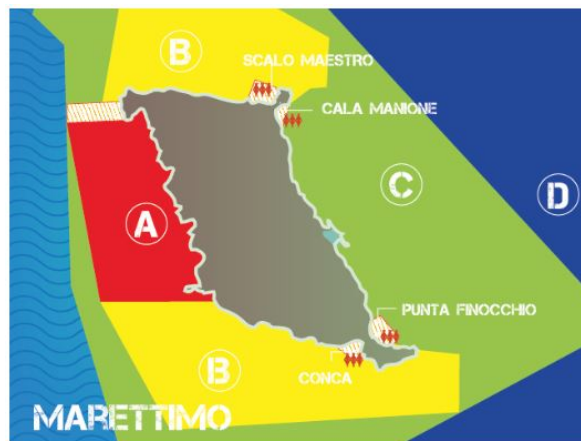 B
SCALO MAESTRO
CALA MANIONE
C
D
A
PUNTA FINOCCHIO
B
CONCA
MARETTIMO